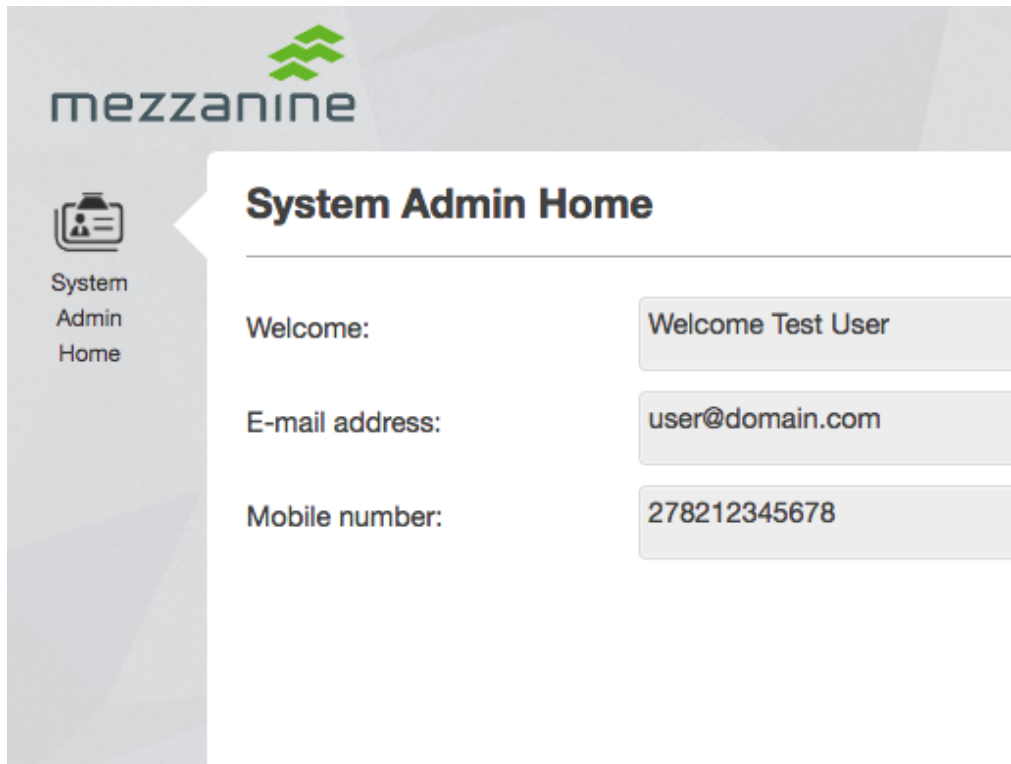 mezzanine
System
Admin
Home
System Admin Home
Welcome:
Welcome Test User
E-mail address:
user@domain.com
Mobile number:
278212345678